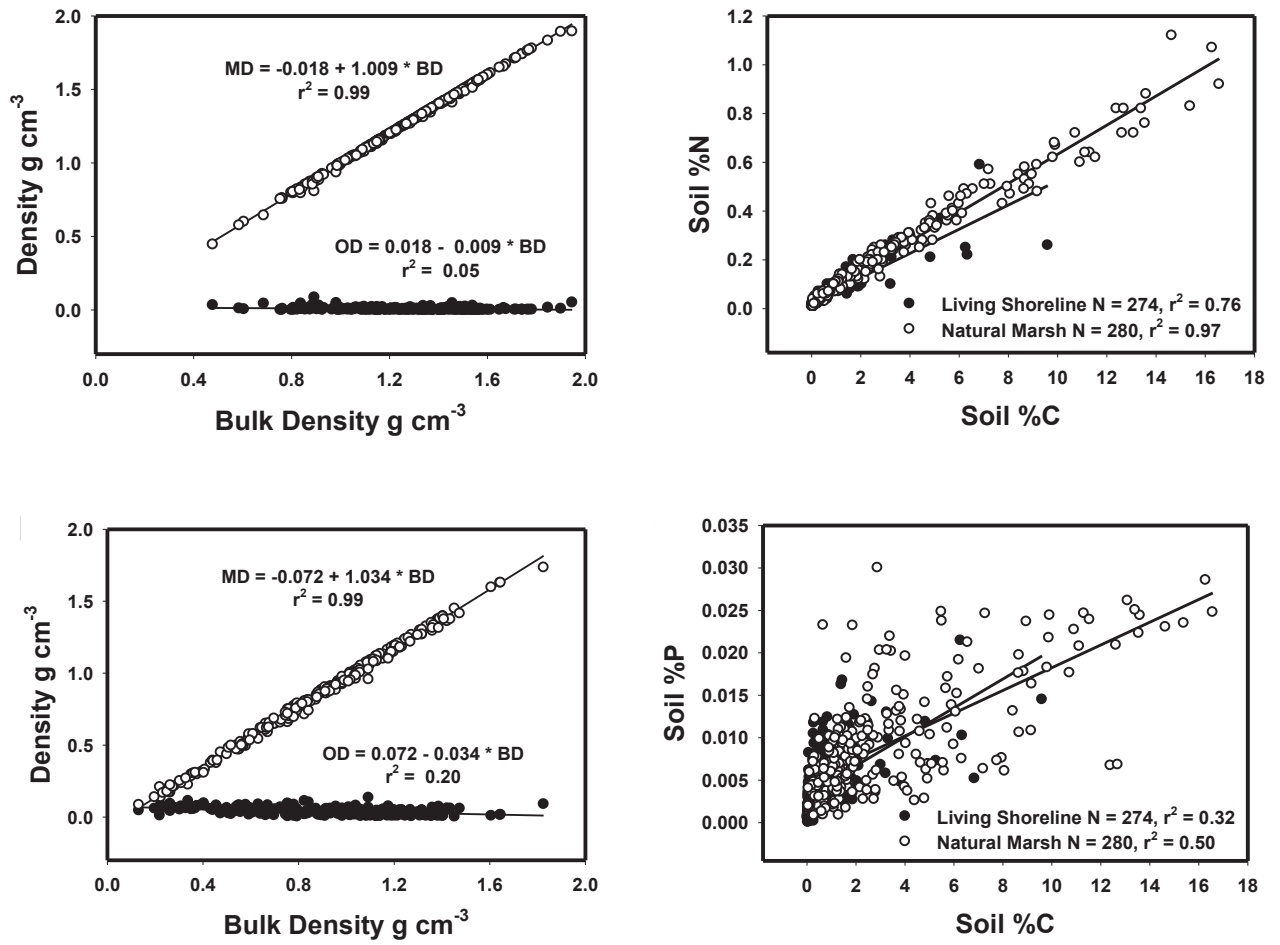 2.0
1.5
1.0
0.5
0.0
Density g cm-3
MD = -0.018 + 1.009 * BD
r2 = 0.99
OD = 0.018 - 0.009 * BD
r2 = 0.05
0.0 0.4 0.8 1.2 1.6 2.0
Bulk Density g cm-3
1.2
1.0
0.8
0.6
0.4
0.2
0.0
Soil %N
Living Shoreline N = 274, r2 = 0.76
Natural Marsh N = 280, r2 = 0.97
0 2 4 6 8 10 12 14 16 18
Soil %C
2.0
1.5
1.0
0.5
0.0
Density g cm-3
MD = -0.072 + 1.034 * BD
r2 = 0.99
OD = 0.072 - 0.034 * BD
r2 = 0.20
0.0 0.4 0.8 1.2 1.6 2.0
Bulk Density g cm-3
0.035
0.030
0.025
0.020
0.015
0.010
0.005
0.000
Soil %P
Living Shoreline N = 274, r2 = 0.32
Natural Marsh N = 280, r2 = 0.50
0 2 4 6 8 10 12 14 16 18
Soil %C